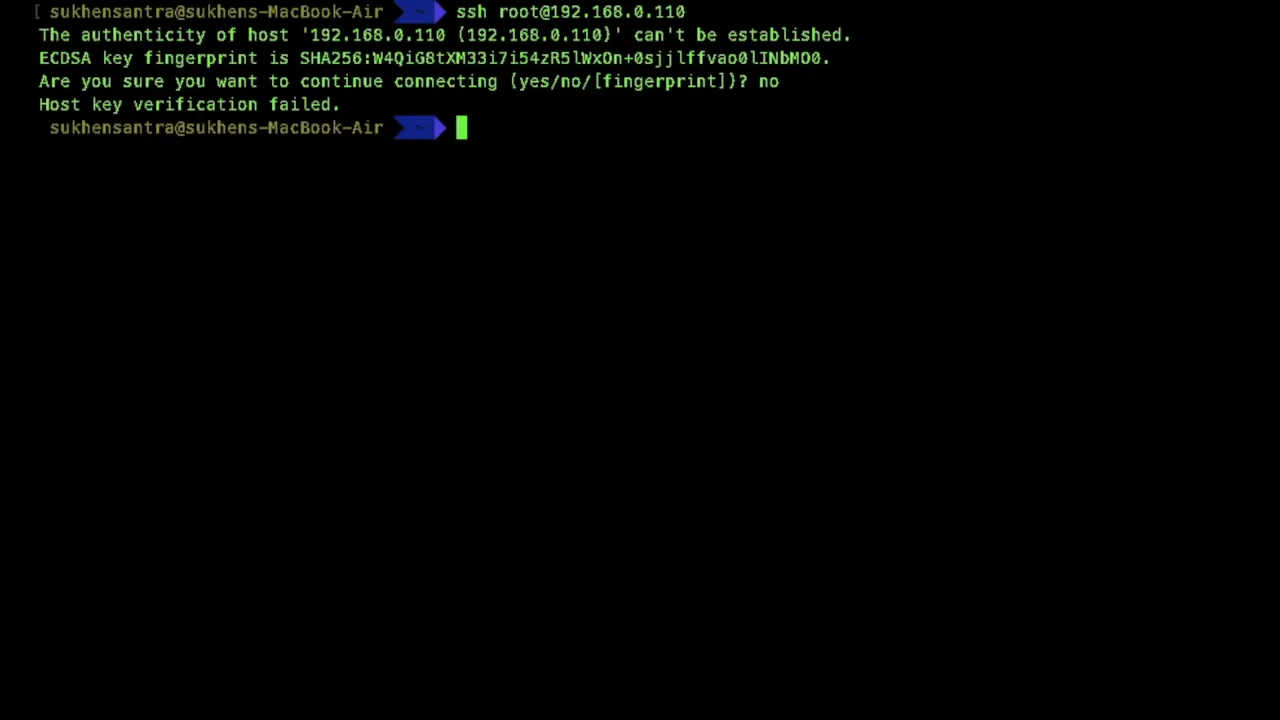 [ sukhensantra@sukhens-MacBook-Air ~ ssh root@192.168.0.110
The authenticity of host '192.168.0.110 (192.168.0.110)' can't be established.
ECDSA key fingerprint is SHA256:W4QiG8tXM33i7i54zR5lWxOn+0sjjlffvao0lINbMO0.
Are you sure you want to continue connecting (yes/no/[fingerprint])? no
Host key verification failed.
sukhensantra@sukhens-MacBook-Air ~